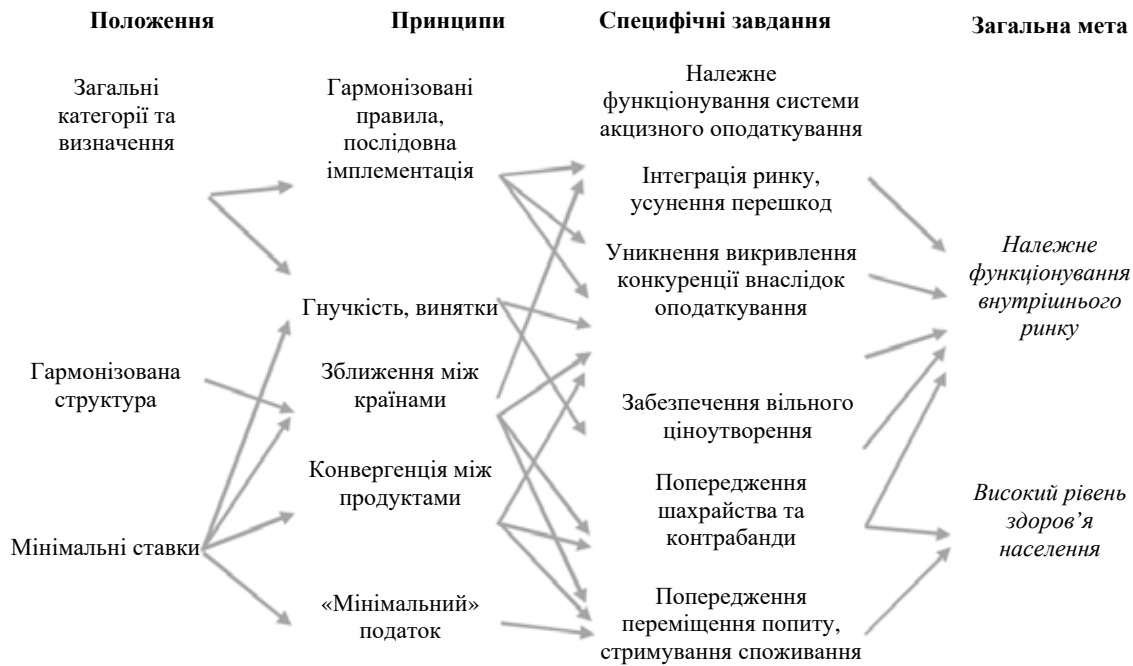 Положення
Принципи
Специфічні завдання
Загальна мета
Загальні
категорії та
визначення
Гармонізована
структура
Мінімальні ставки
Гармонізовані
правила,
послідовна
імплементація
Гнучкість, винятки
Зближення між
країнами
Конвергенція між
продуктами
«Мінімальний»
податок
Належне
функціонування системи
акцизного оподаткування
Інтеграція ринку,
усунення перешкод
Уникнення викривлення
конкуренції внаслідок
оподаткування
Забезпечення вільного
ціноутворення
Попередження
шахрайства та
контрабанди
Попередження
переміщення попиту,
стримування споживання
Належне
функціонування
внутрішнього
ринку
Високий рівень
здоров’я
населення